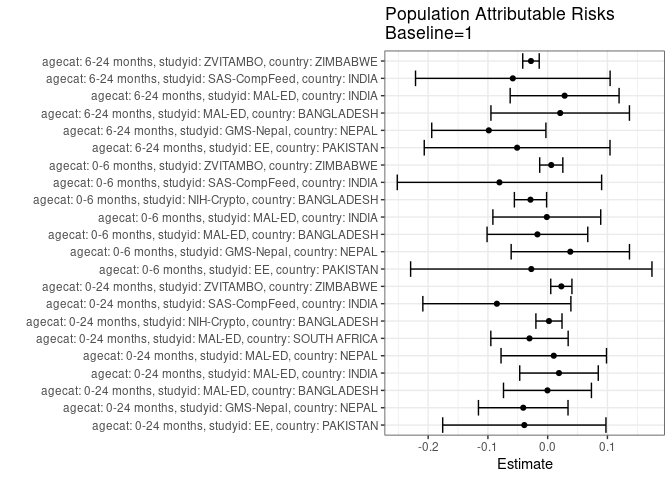 Population Attributable Risks
Baseline=1
agecat: 6-24 months, studyid: ZVITAMBO, country: ZIMBABWE
agecat: 6-24 months, studyid: SAS-CompFeed, country: INDIA
agecat: 6-24 months, studyid: MAL-ED, country: INDIA
agecat: 6-24 months, studyid: MAL-ED, country: BANGLADESH
agecat: 6-24 months, studyid: GMS-Nepal, country: NEPAL
agecat: 6-24 months, studyid: EE, country: PAKISTAN
agecat: 0-6 months, studyid: ZVITAMBO, country: ZIMBABWE
agecat: 0-6 months, studyid: SAS-CompFeed, country: INDIA
agecat: 0-6 months, studyid: NIH-Crypto, country: BANGLADESH
agecat: 0-6 months, studyid: MAL-ED, country: INDIA
agecat: 0-6 months, studyid: MAL-ED, country: BANGLADESH
agecat: 0-6 months, studyid: GMS-Nepal, country: NEPAL
agecat: 0-6 months, studyid: EE, country: PAKISTAN
agecat: 0-24 months, studyid: ZVITAMBO, country: ZIMBABWE
agecat: 0-24 months, studyid: SAS-CompFeed, country: INDIA
agecat: 0-24 months, studyid: NIH-Crypto, country: BANGLADESH
agecat: 0-24 months, studyid: MAL-ED, country: SOUTH AFRICA
agecat: 0-24 months, studyid: MAL-ED, country: NEPAL
agecat: 0-24 months, studyid: MAL-ED, country: INDIA
agecat: 0-24 months, studyid: MAL-ED, country: BANGLADESH
agecat: 0-24 months, studyid: GMS-Nepal, country: NEPAL
agecat: 0-24 months, studyid: EE, country: PAKISTAN
-0.2 -0.1 0.0 0.1
Estimate